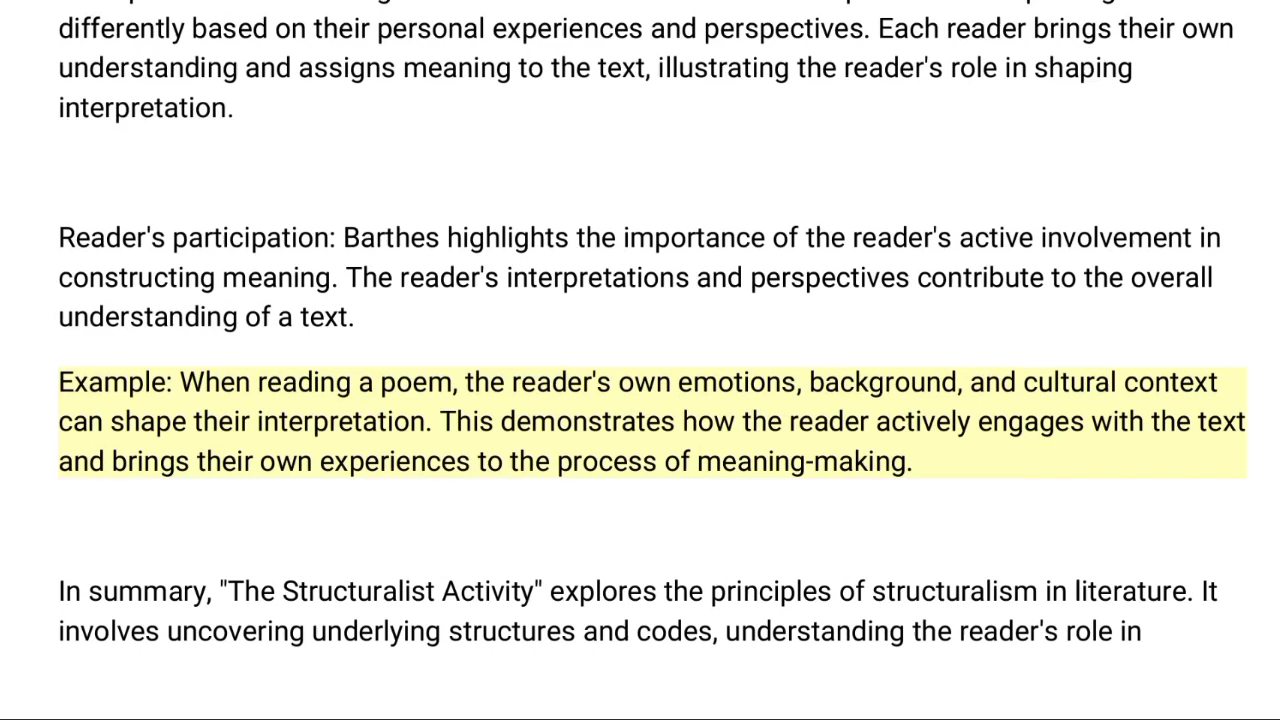 differently based on their personal experiences and perspectives. Each reader brings their own
understanding and assigns meaning to the text, illustrating the reader's role in shaping
interpretation.
Reader's participation: Barthes highlights the importance of the reader's active involvement in
constructing meaning. The reader's interpretations and perspectives contribute to the overall
understanding of a text.
Example: When reading a poem, the reader's own emotions, background, and cultural context
can shape their interpretation. This demonstrates how the reader actively engages with the text
and brings their own experiences to the process of meaning-making.
In summary, "The Structuralist Activity" explores the principles of structuralism in literature. It
involves uncovering underlying structures and codes, understanding the reader's role in